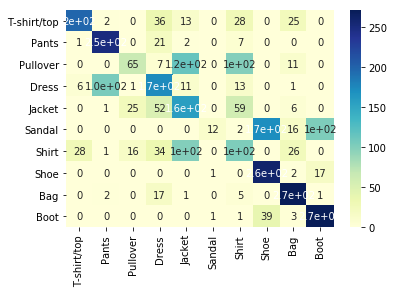 T-shirt/top 2e+02 2 0 36 13 0 28 0 25 0
Pants 1 .5e+0 0 21 2 0 7 0 0 0
Pullover 0 0 65 7 .2e+02 0 1e+02 0 11 0
Dress 6 1.0e+02 1 .7e+0 11 0 13 0 1 0
Jacket 0 1 25 52 .6e+0 0 59 0 6 0
Sandal 0 0 0 0 0 12 2 .7e+0 16 1e+02
Shirt 28 1 16 34 1e+02 0 1e+02 0 26 0
Shoe 0 0 0 0 0 1 0 .6e+0 2 17
Bag 0 2 0 17 1 0 5 0 .7e+0 1
Boot 0 0 0 0 0 1 1 39 3 .7e+0
T-shirt/top Pants Pullover Dress Jacket Sandal Shirt Shoe Bag Boot
250
200
150
100
50
0